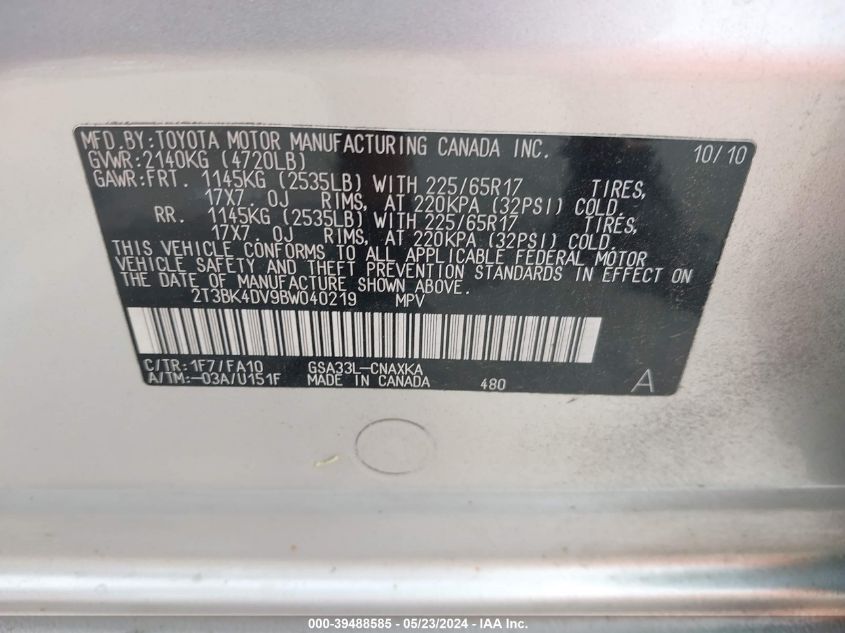 MFD.BY:TOYOTA MOTOR MANUFACTURING CANADA INC. 10/10
GVWR:2140KG (4720LB)
GAWR:FRT. 1145KG (2535LB) WITH 225/65R17 TIRES,
17X7.0J RIMS, AT 220KPA (32PSI) COLD.
RR. 1145KG (2535LB) WITH 225/65R17 TIRES,
17X7.0J RIMS, AT 220KPA (32PSI) COLD.
THIS VEHICLE CONFORMS TO ALL APPLICABLE FEDERAL MOTOR
VEHICLE SAFETY AND THEFT PREVENTION STANDARDS IN EFFECT ON
THE DATE OF MANUFACTURE SHOWN ABOVE.
2T3BK4DV9BW040219 MPV
C/TR:1F7/FA10 GSA33L-CNAXKA
A/TM:-03A/U151F MADE IN CANADA 480 A
000-39488585 - 05/23/2024 - IAA Inc.